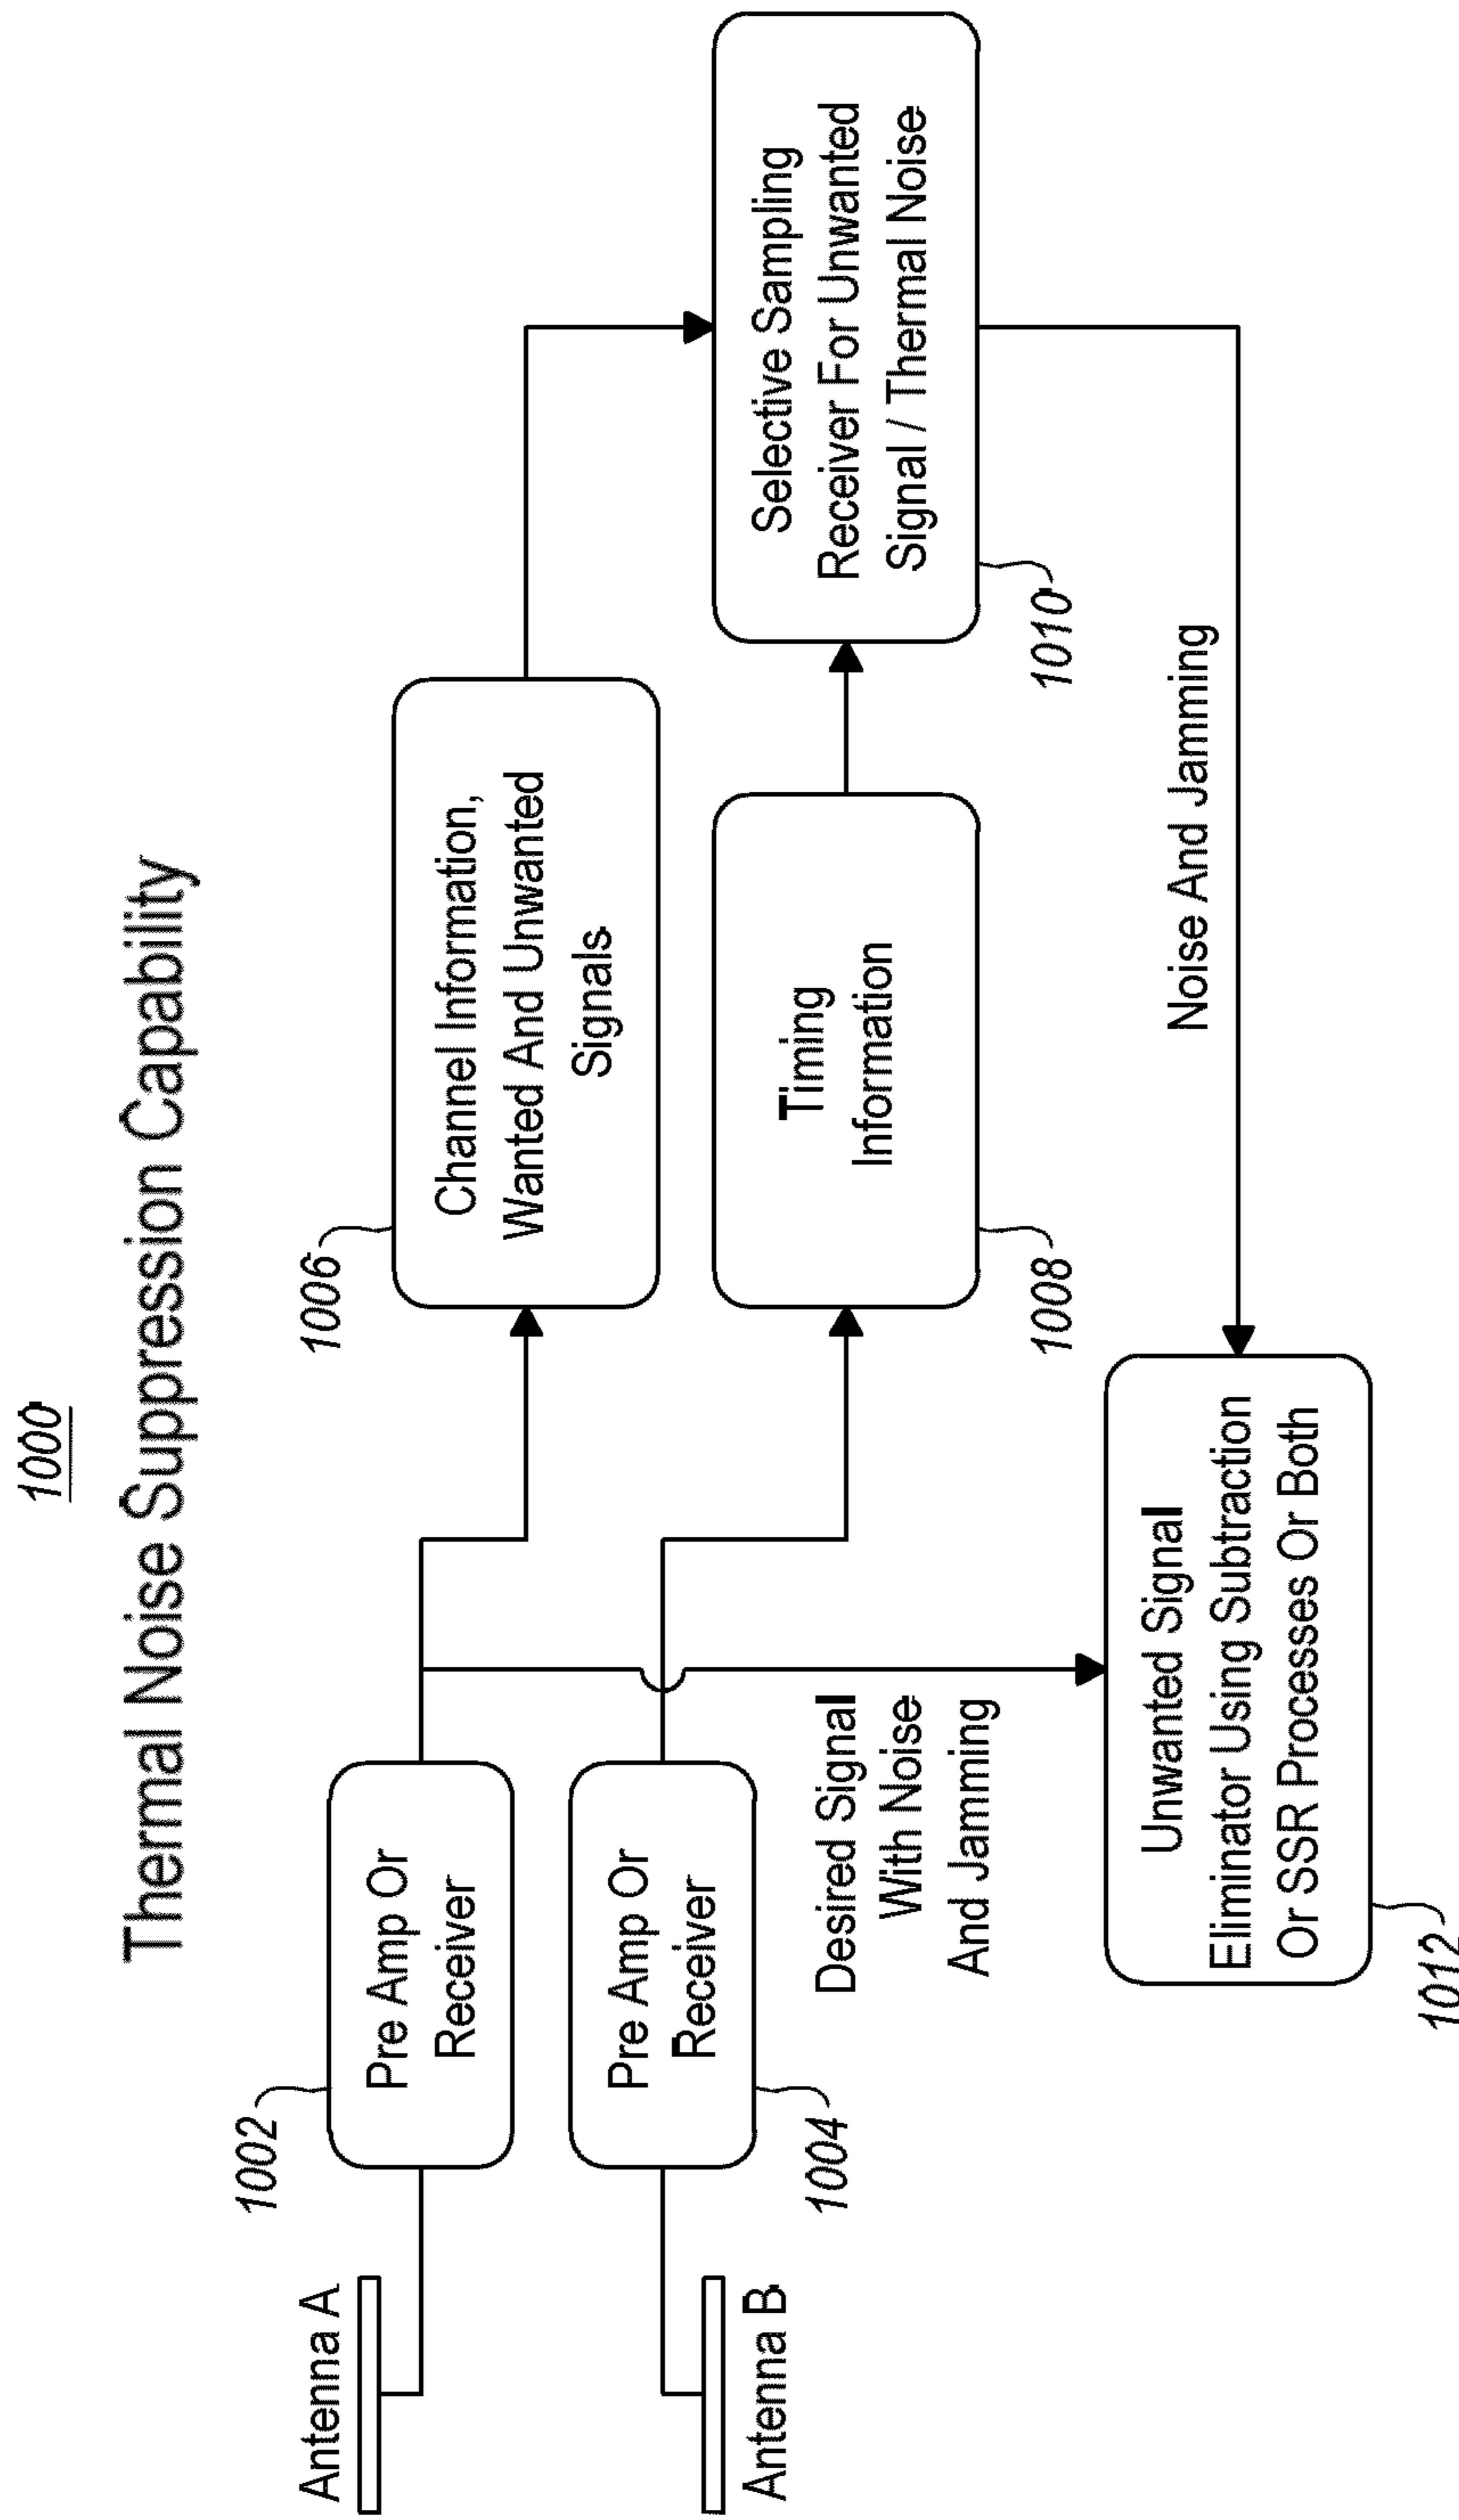 1000
Thermal Noise Suppression Capability
Antenna A
1002
Pre Amp Or
Receiver
1006
Channel Information,
Wanted And Unwanted
Signals
Antenna B
1004
Pre Amp Or
Receiver
1008
Timing
Information
Selective Sampling
Receiver For Unwanted
Signal / Thermal Noise
1010
Desired Signal
With Noise
And Jamming
Noise And Jamming
Unwanted Signal
Eliminator Using Subtraction
Or SSR Processes Or Both
1012